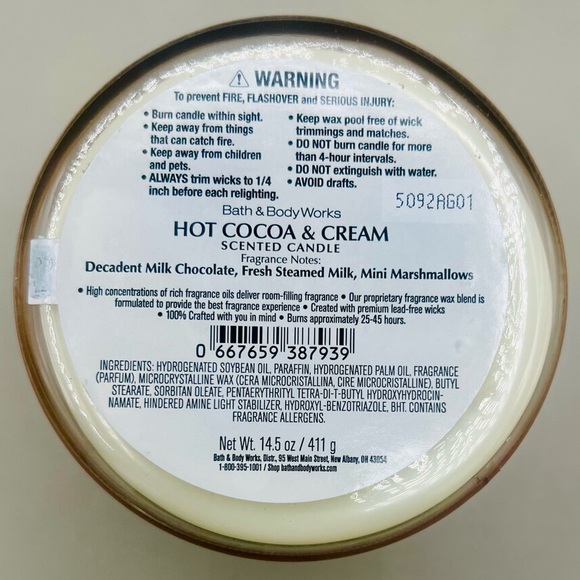 ⚠ WARNING
To prevent FIRE, FLASHOVER and SERIOUS INJURY:
• Burn candle within sight.
• Keep away from things
that can catch fire.
• Keep away from children
and pets.
• ALWAYS trim wicks to 1/4
inch before each relighting.
• Keep wax pool free of wick
trimmings and matches.
• DO NOT burn candle for more
than 4-hour intervals.
• DO NOT extinguish with water.
• AVOID drafts.
5092AG01
Bath & Body Works
HOT COCOA & CREAM
SCENTED CANDLE
Fragrance Notes:
Decadent Milk Chocolate, Fresh Steamed Milk, Mini Marshmallows
• High concentrations of rich fragrance oils deliver room-filling fragrance • Our proprietary fragrance wax blend is
formulated to provide the best fragrance experience • Created with premium lead-free wicks
• 100% Crafted with you in mind • Burns approximately 25-45 hours.
0 667659 387939
INGREDIENTS: HYDROGENATED SOYBEAN OIL, PARAFFIN, HYDROGENATED PALM OIL, FRAGRANCE
(PARFUM), MICROCRYSTALLINE WAX (CERA MICROCRISTALLINA, CIRE MICROCRISTALLINE), BUTYL
STEARATE, SORBITAN OLEATE, PENTAERYTHRITYL TETRA-DI-T-BUTYL HYDROXYHYDROCIN-
NAMATE, HINDERED AMINE LIGHT STABILIZER, HYDROXYL-BENZOTRIAZOLE, BHT. CONTAINS
FRAGRANCE ALLERGENS.
Net Wt. 14.5 oz / 411 g
Bath & Body Works, Distr., 95 West Main Street, New Albany, OH 43054
1-800-395-1001 / Shop bathandbodyworks.com